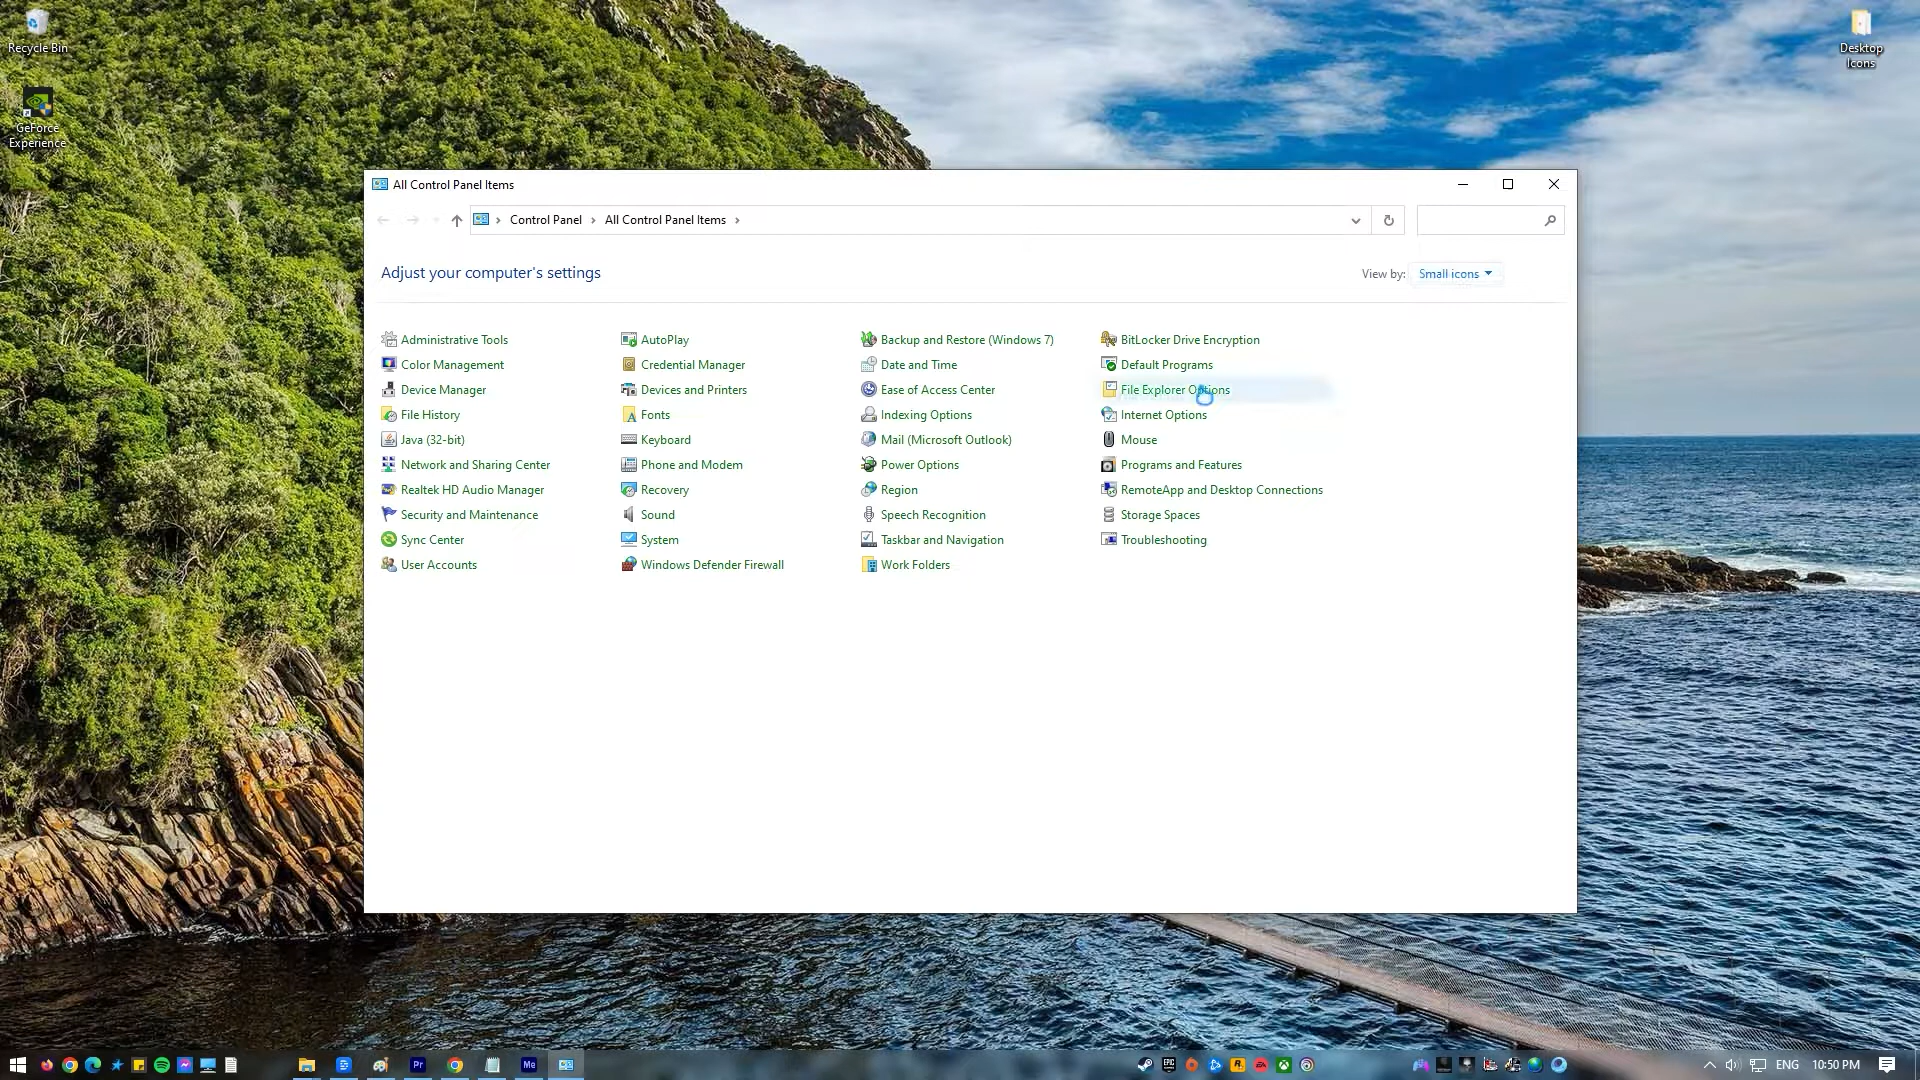 Recycle Bin
GeForce
Experience
Desktop
Icons
All Control Panel Items
Control Panel
All Control Panel Items
Adjust your computer's settings
View by: Small icons
Administrative Tools
AutoPlay
Backup and Restore (Windows 7)
BitLocker Drive Encryption
Color Management
Credential Manager
Date and Time
Default Programs
Device Manager
Devices and Printers
Ease of Access Center
File Explorer Options
File History
Fonts
Indexing Options
Internet Options
Java (32-bit)
Keyboard
Mail (Microsoft Outlook)
Mouse
Network and Sharing Center
Phone and Modem
Power Options
Programs and Features
Realtek HD Audio Manager
Recovery
Region
RemoteApp and Desktop Connections
Security and Maintenance
Sound
Speech Recognition
Storage Spaces
Sync Center
System
Taskbar and Navigation
Troubleshooting
User Accounts
Windows Defender Firewall
Work Folders
Pr
Me
EPIC
EA
ENG
10:50 PM